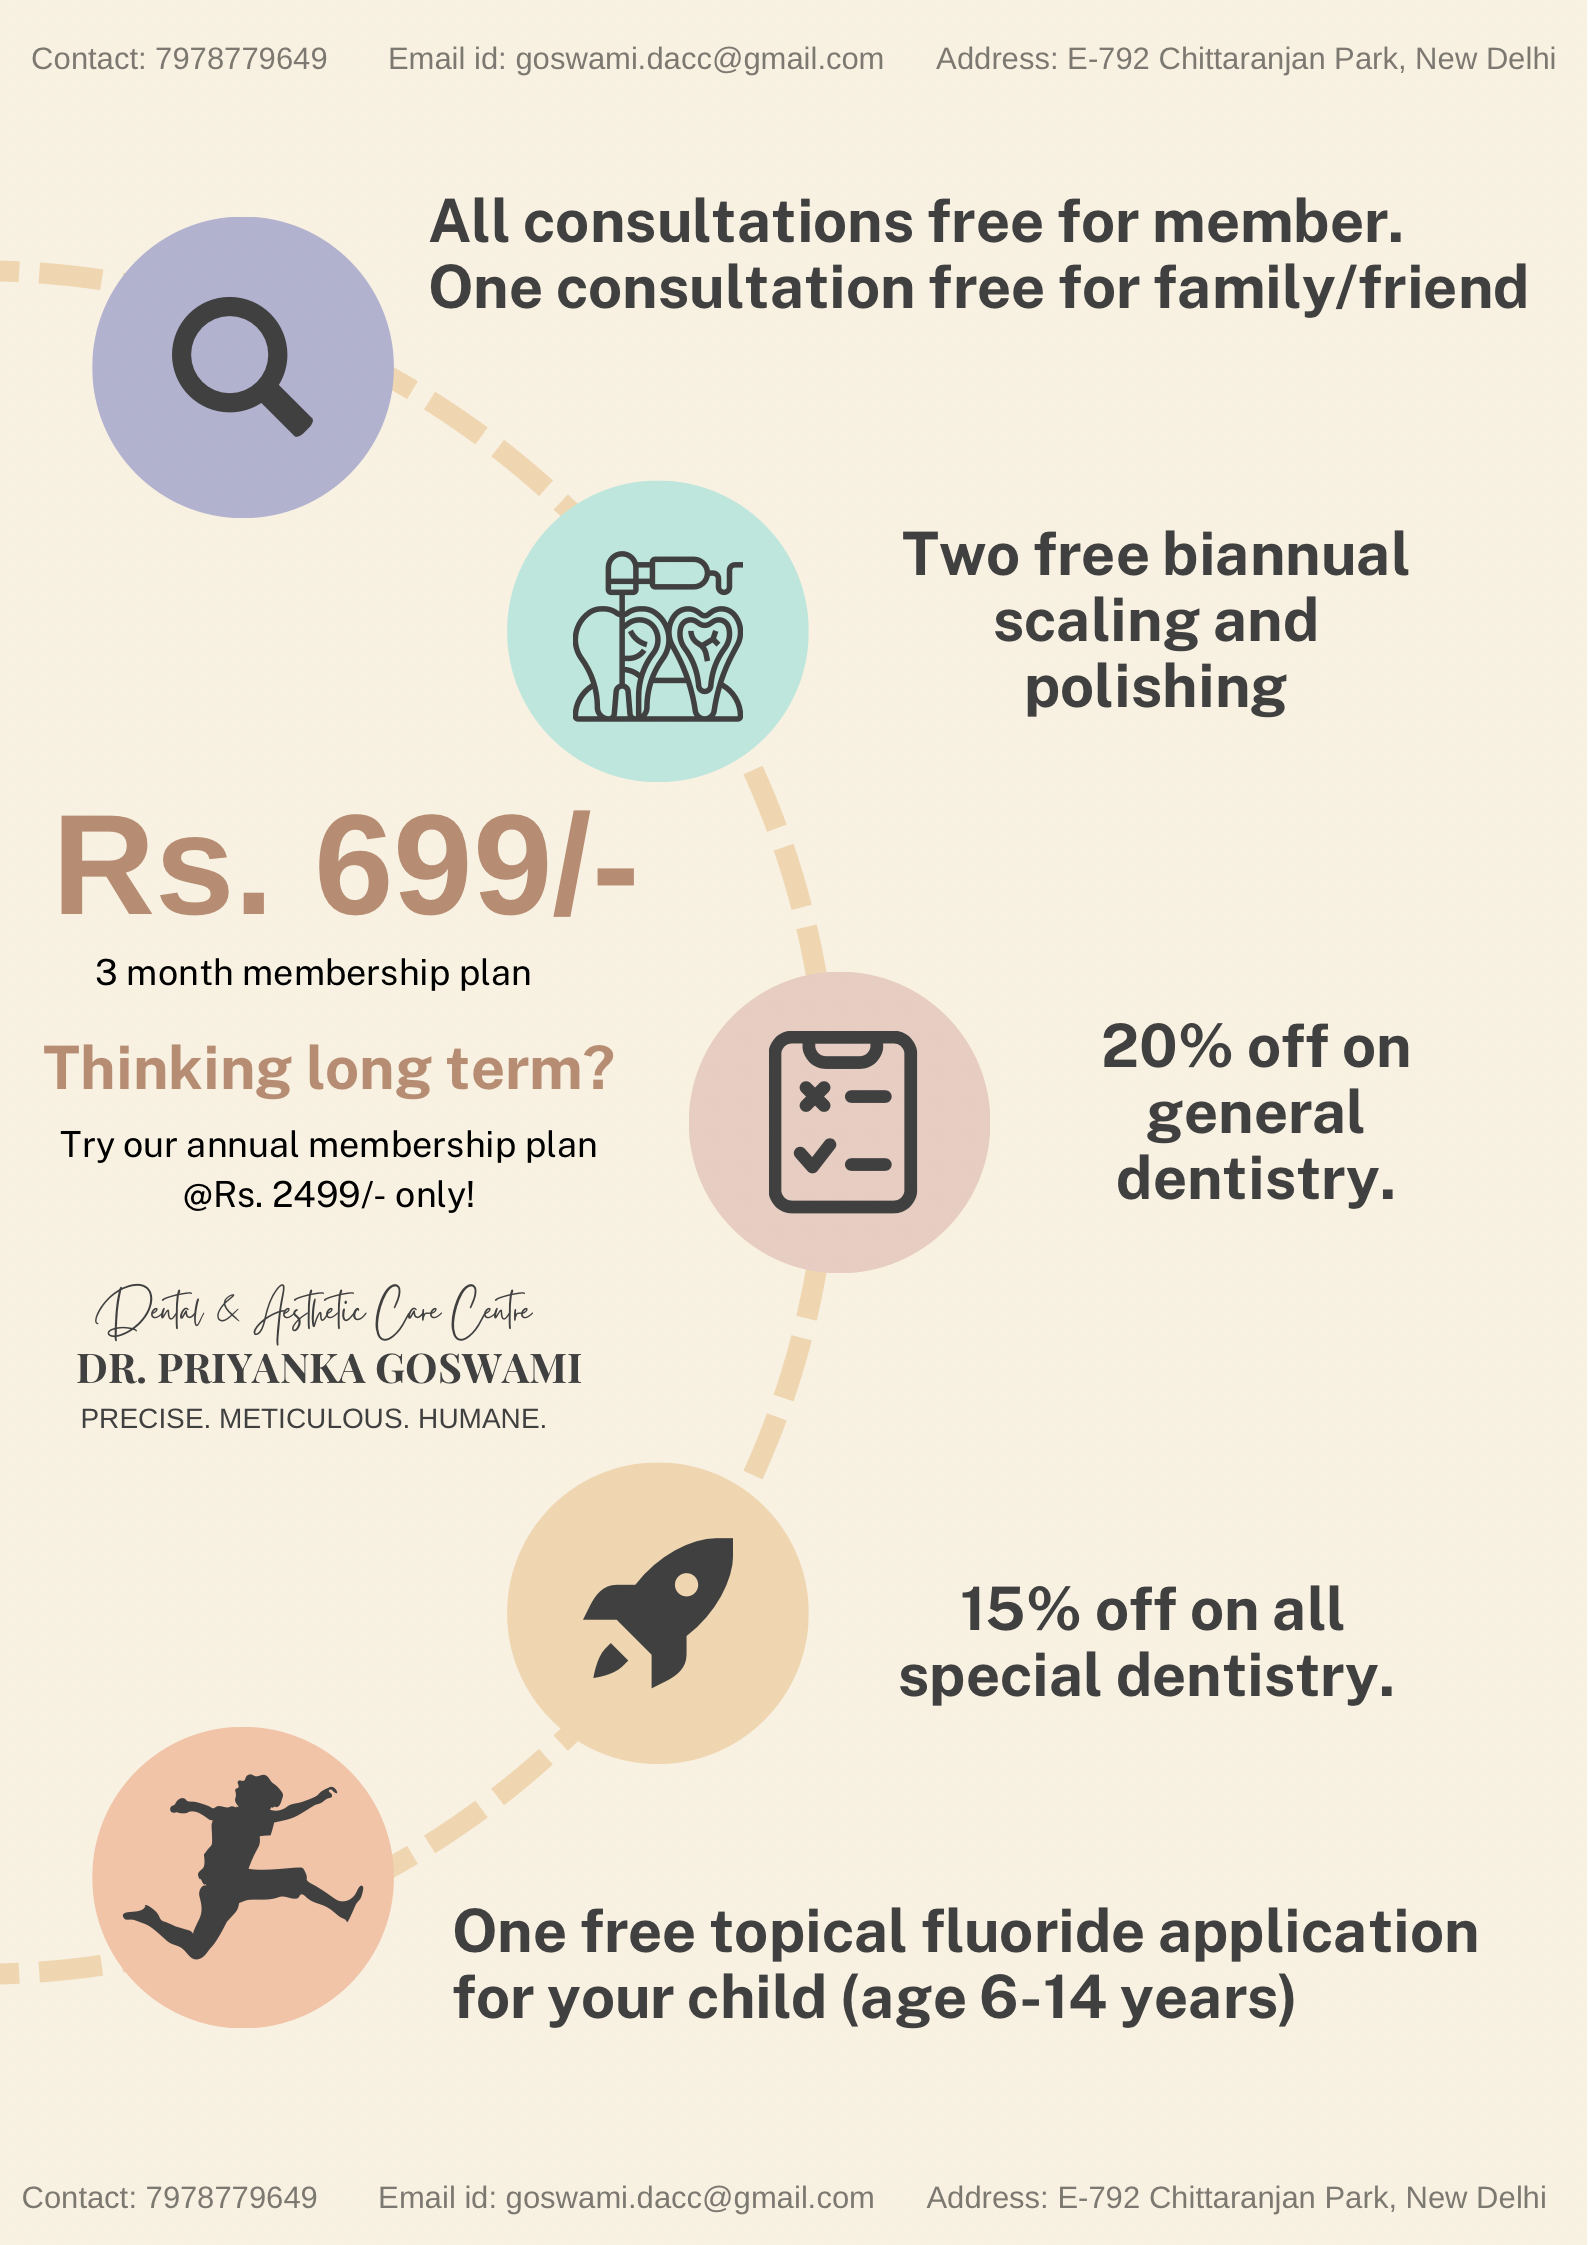 Contact: 7978779649 Email id: goswami.dacc@gmail.com Address: E-792 Chittaranjan Park, New Delhi
All consultations free for member.
One consultation free for family/friend
Two free biannual
scaling and
polishing
Rs. 699/-
3 month membership plan
Thinking long term?
Try our annual membership plan
@Rs. 2499/- only!
20% off on
general
dentistry.
Dental & Aesthetic Care Centre
DR. PRIYANKA GOSWAMI
PRECISE. METICULOUS. HUMANE.
15% off on all
special dentistry.
One free topical fluoride application
for your child (age 6-14 years)
Contact: 7978779649 Email id: goswami.dacc@gmail.com Address: E-792 Chittaranjan Park, New Delhi